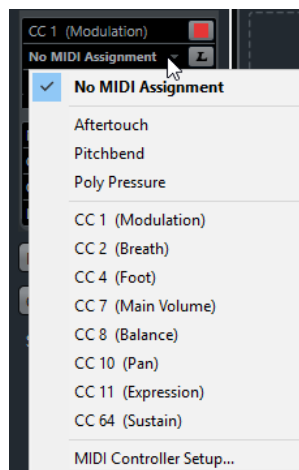 CC 1 (Modulation)
No MIDI Assignment L
No MIDI Assignment
Aftertouch
Pitchbend
Poly Pressure
CC 1 (Modulation)
CC 2 (Breath)
CC 4 (Foot)
CC 7 (Main Volume)
CC 8 (Balance)
CC 10 (Pan)
CC 11 (Expression)
CC 64 (Sustain)
MIDI Controller Setup...